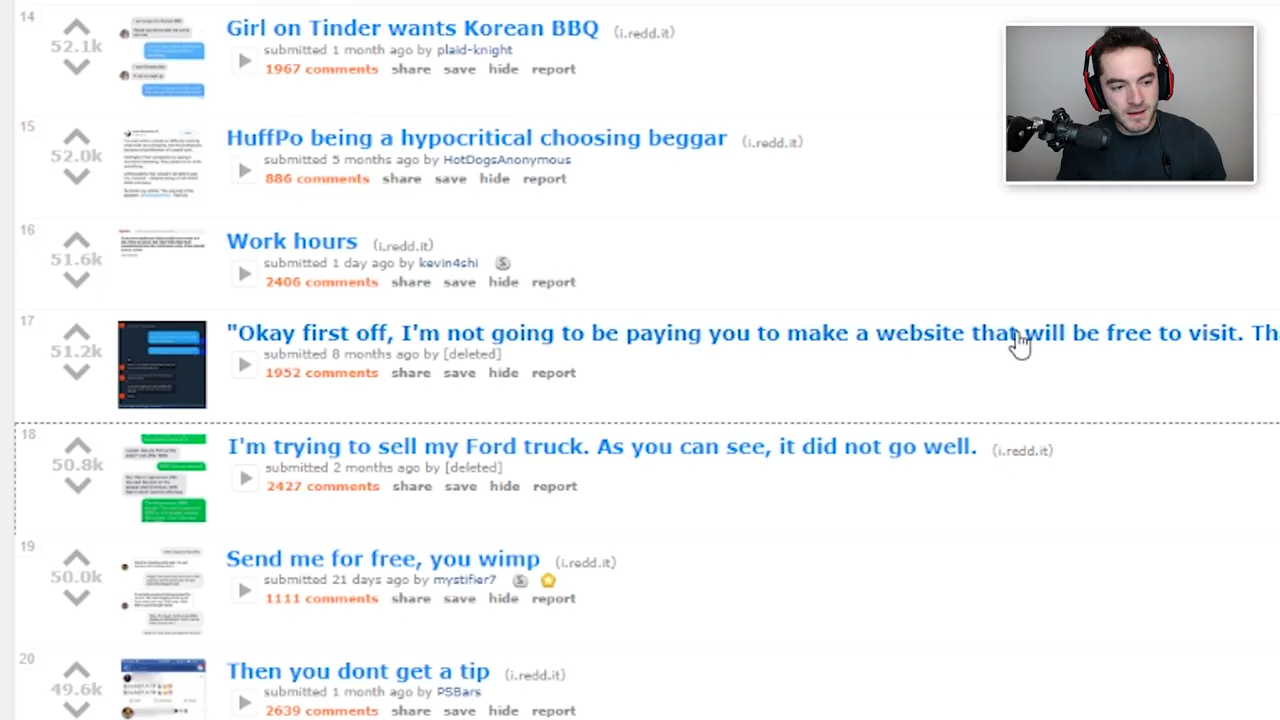 14
52.1k
Girl on Tinder wants Korean BBQ (i.redd.it)
submitted 1 month ago by plaid-knight
1967 comments share save hide report
15
52.0k
HuffPo being a hypocritical choosing beggar (i.redd.it)
submitted 5 months ago by HotDogsAnonymous
886 comments share save hide report
16
51.6k
Work hours (i.redd.it)
submitted 1 day ago by kevin4shi S
2406 comments share save hide report
17
51.2k
"Okay first off, I'm not going to be paying you to make a website that will be free to visit. Th
submitted 8 months ago by [deleted]
1952 comments share save hide report
18
50.8k
I'm trying to sell my Ford truck. As you can see, it did not go well. (i.redd.it)
submitted 2 months ago by [deleted]
2427 comments share save hide report
19
50.0k
Send me for free, you wimp (i.redd.it)
submitted 21 days ago by mystifier7 S
1111 comments share save hide report
20
49.6k
Then you dont get a tip (i.redd.it)
submitted 1 month ago by PSBars
2639 comments share save hide report